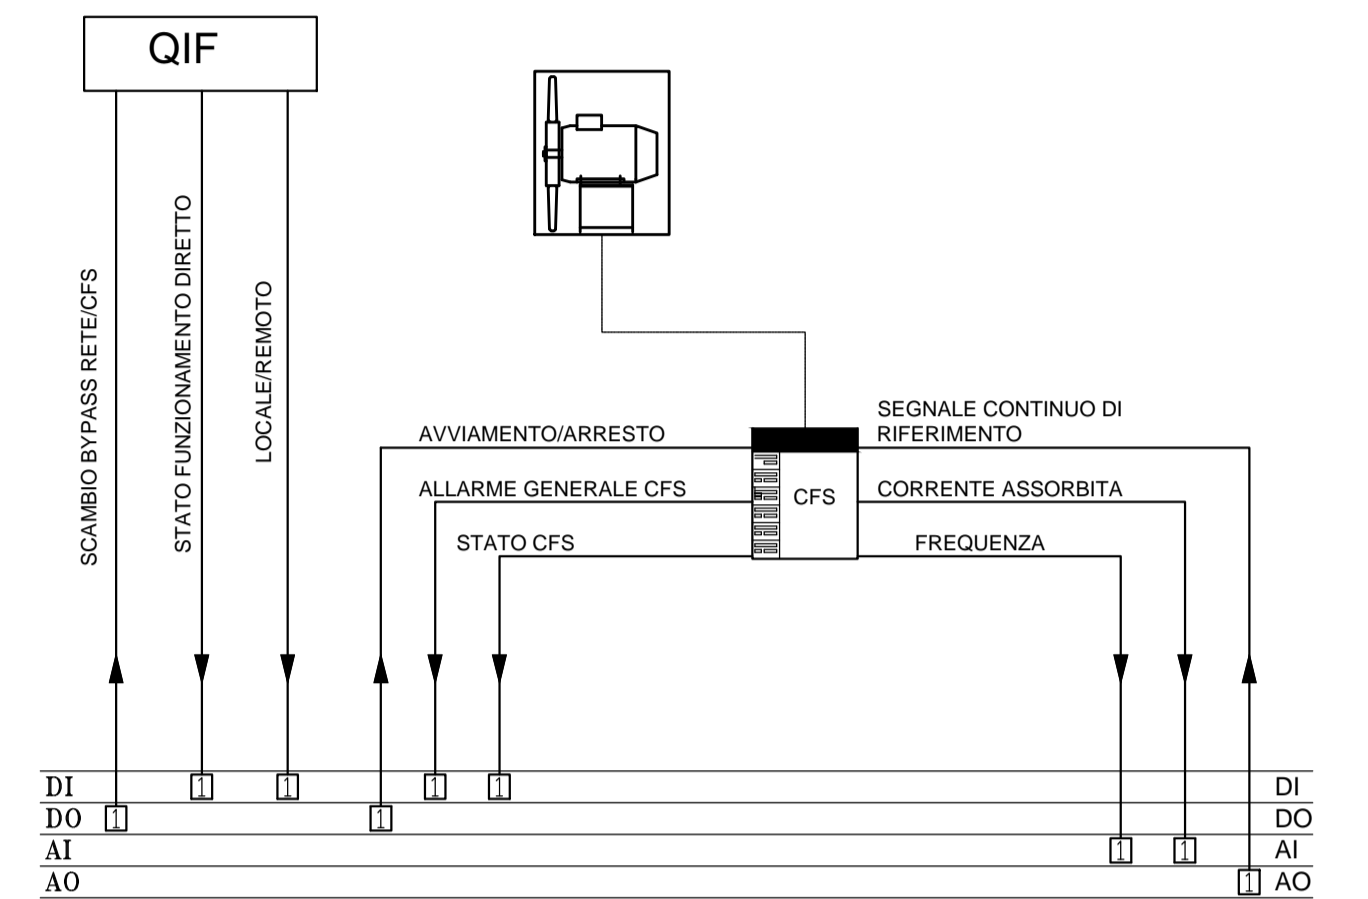 QIF
SCAMBIO BYPASS RETE/CFS
STATO FUNZIONAMENTO DIRETTO
LOCALE/REMOTO
AVVIAMENTO/ARRESTO
ALLARME GENERALE CFS
STATO CFS
CFS
SEGNALE CONTINUO DI
RIFERIMENTO
CORRENTE ASSORBITA
FREQUENZA
DI 1 1 1 1 DI
DO 1 1 DO
AI 1 1 AI
AO 1 AO